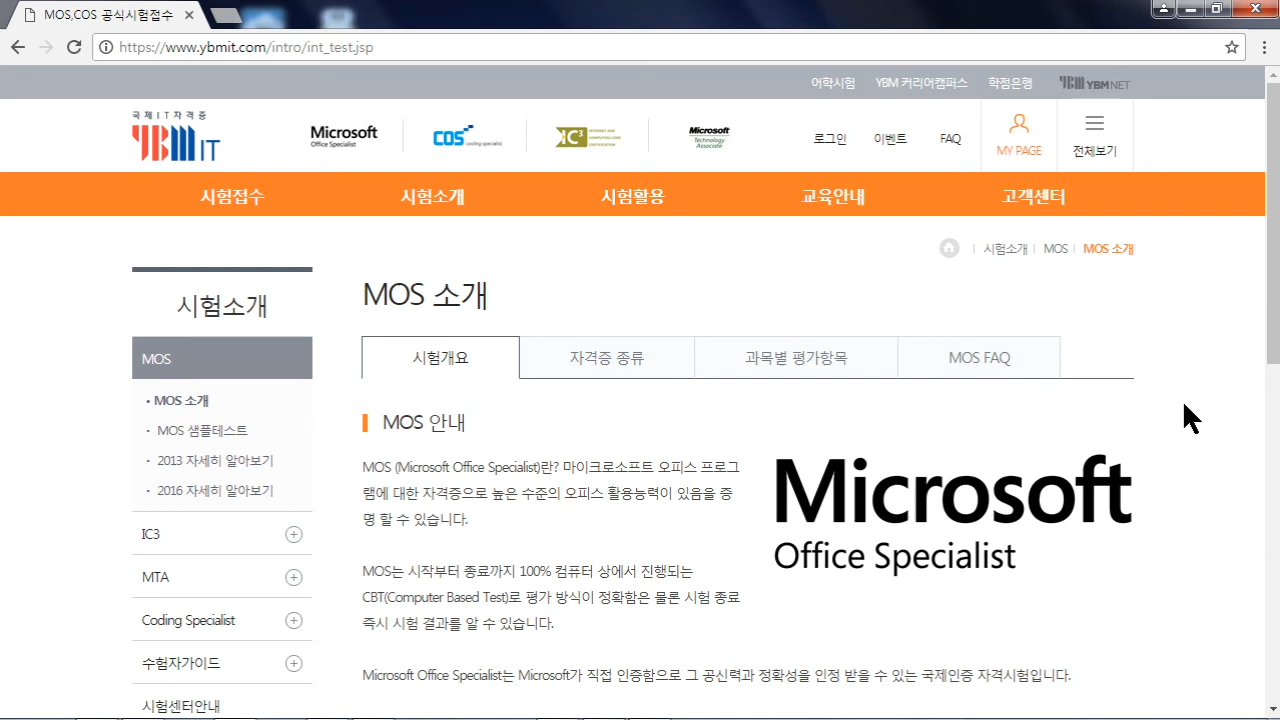 MOS,COS 공식시험접수
https://www.ybmit.com/intro/int_test.jsp
어학시험 YBM 커리어캠퍼스 학점은행 YBM YBMNET
국제IT자격증
YBM IT
Microsoft
Office Specialist
COS coding specialist
IC3 INTERNET AND COMPUTING CORE CERTIFICATION
Microsoft
Technology
Associate
로그인 이벤트 FAQ MY PAGE 전체보기
시험접수 시험소개 시험활용 교육안내 고객센터
시험소개 MOS MOS 소개
시험소개
MOS
MOS 소개
MOS 샘플테스트
2013 자세히 알아보기
2016 자세히 알아보기
IC3
MTA
Coding Specialist
수험자가이드
시험센터안내
MOS 소개
시험개요 자격증 종류 과목별 평가항목 MOS FAQ
MOS 안내
MOS (Microsoft Office Specialist)란? 마이크로소프트 오피스 프로그
램에 대한 자격증으로 높은 수준의 오피스 활용능력이 있음을 증
명 할 수 있습니다.
MOS는 시작부터 종료까지 100% 컴퓨터 상에서 진행되는
CBT(Computer Based Test)로 평가 방식이 정확함은 물론 시험 종료
즉시 시험 결과를 알 수 있습니다.
Microsoft
Office Specialist
Microsoft Office Specialist는 Microsoft가 직접 인증함으로 그 공신력과 정확성을 인정 받을 수 있는 국제인증 자격시험입니다.